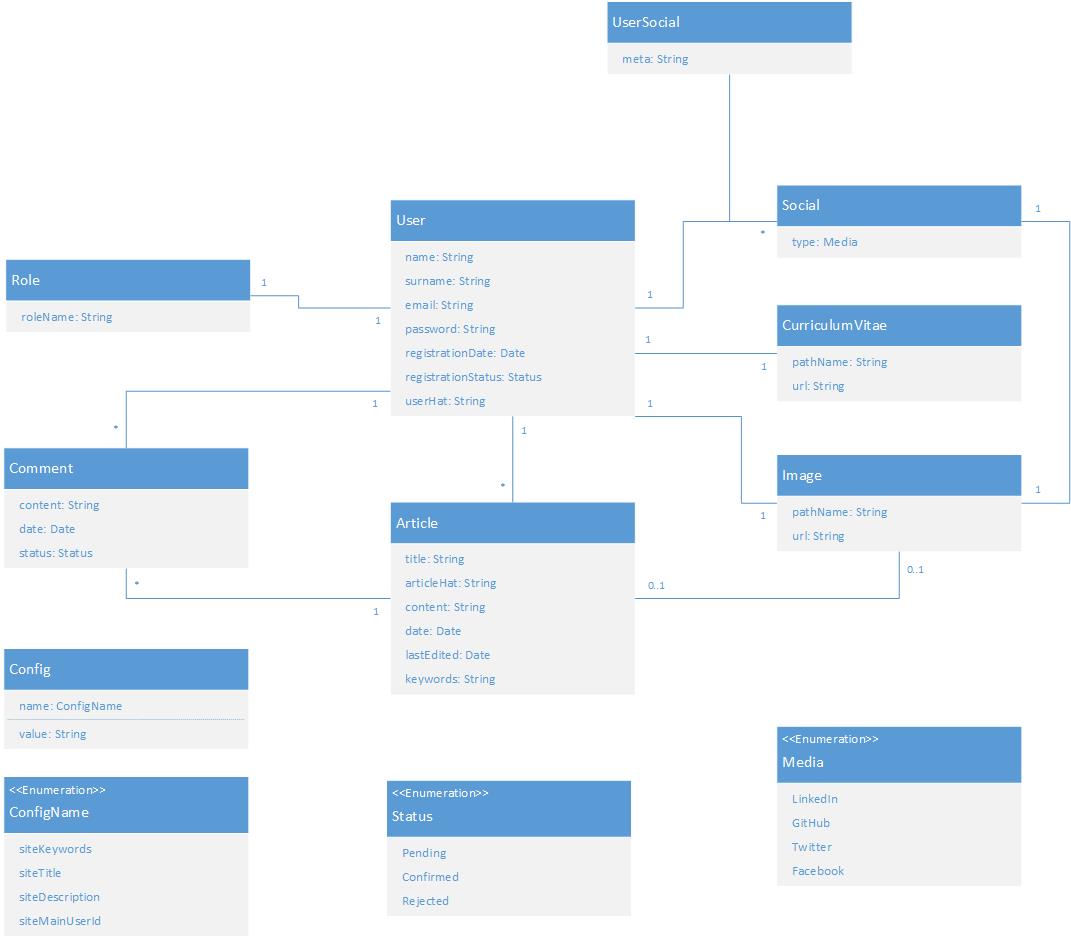 UserSocial
meta: String
Social
type: Media
1
*
User
name: String
surname: String
email: String
password: String
registrationDate: Date
registrationStatus: Status
userHat: String
Role
roleName: String
1
1
1
1
1
CurriculumVitae
pathName: String
url: String
1
1
*
Comment
content: String
date: Date
status: Status
1
*
1
Image
pathName: String
url: String
1
0..1
Article
title: String
articleHat: String
content: String
date: Date
lastEdited: Date
keywords: String
0..1
*
1
Config
name: ConfigName
value: String
<<Enumeration>>
ConfigName
siteKeywords
siteTitle
siteDescription
siteMainUserId
<<Enumeration>>
Status
Pending
Confirmed
Rejected
<<Enumeration>>
Media
LinkedIn
GitHub
Twitter
Facebook